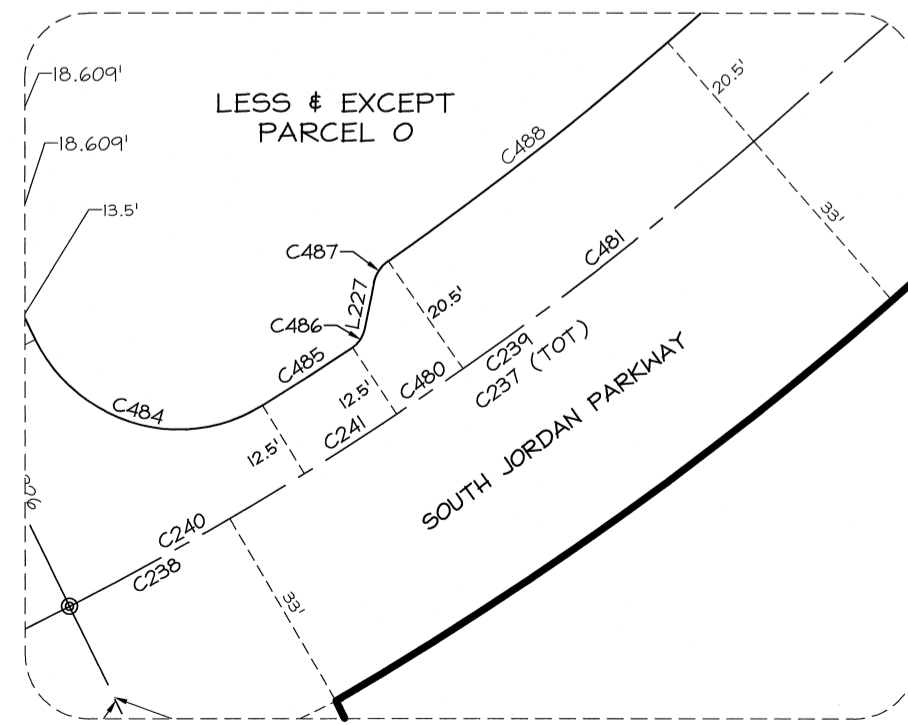 18.609'
LESS & EXCEPT
PARCEL O
18.609'
13.5'
20.5'
C488
33'
C487
C481
L227
20.5'
C486
C485
C239
C237 (TOT)
C480
12.5'
C484
C241
12.5'
SOUTH JORDAN PARKWAY
C240
C238
33'